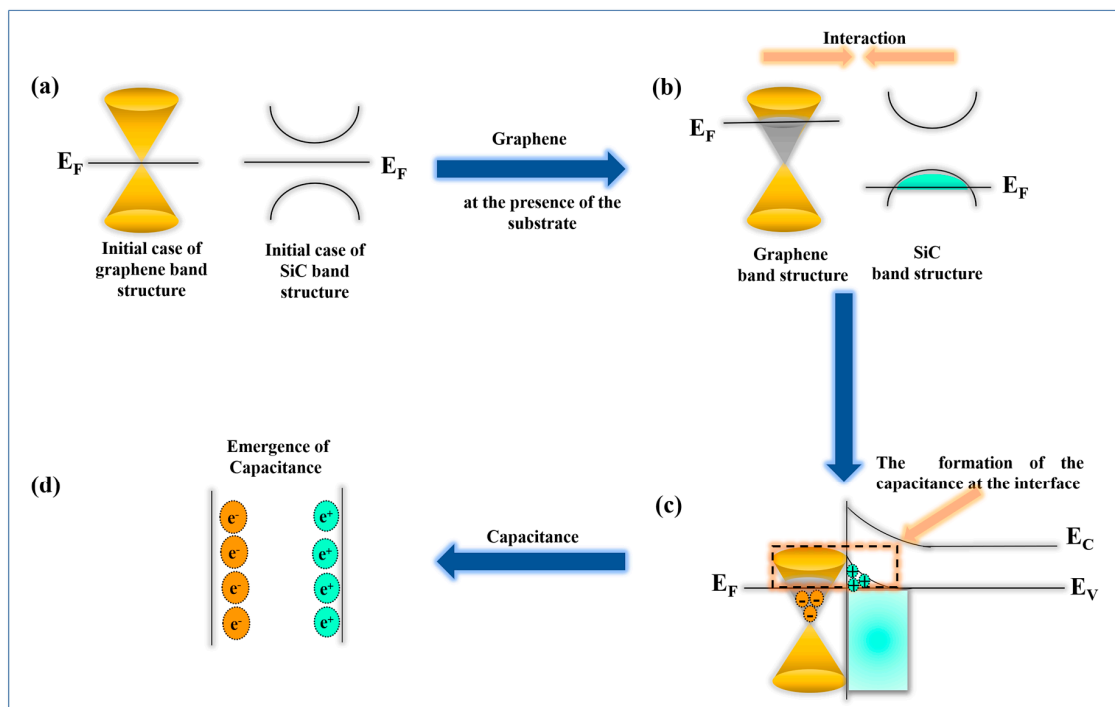 (a)
E_F
E_F
Initial case of
graphene band
structure
Initial case of
SiC band
structure
Graphene
at the presence of the
substrate
Interaction
(b)
E_F
E_F
Graphene
band structure
SiC
band structure
The formation of the
capacitance at the interface
(c)
E_C
E_F
E_V
- -
-
+
+ +
Capacitance
Emergence of
Capacitance
(d)
e- e+
e- e+
e- e+
e- e+